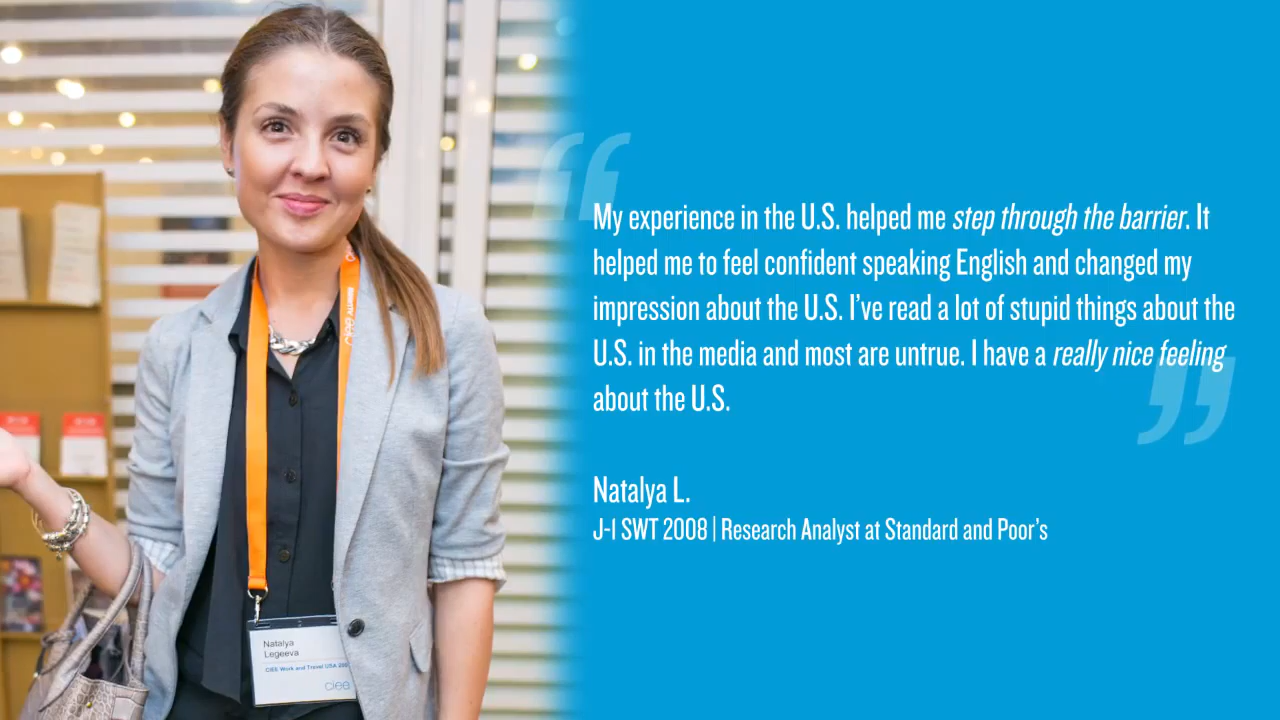 My experience in the U.S. helped me step through the barrier. It
helped me to feel confident speaking English and changed my
impression about the U.S. I’ve read a lot of stupid things about the
U.S. in the media and most are untrue. I have a really nice feeling
about the U.S.
Natalya L.
J-1 SWT 2008 | Research Analyst at Standard and Poor’s
Natalya
Legeeva
CIEE Work and Travel USA
ciee